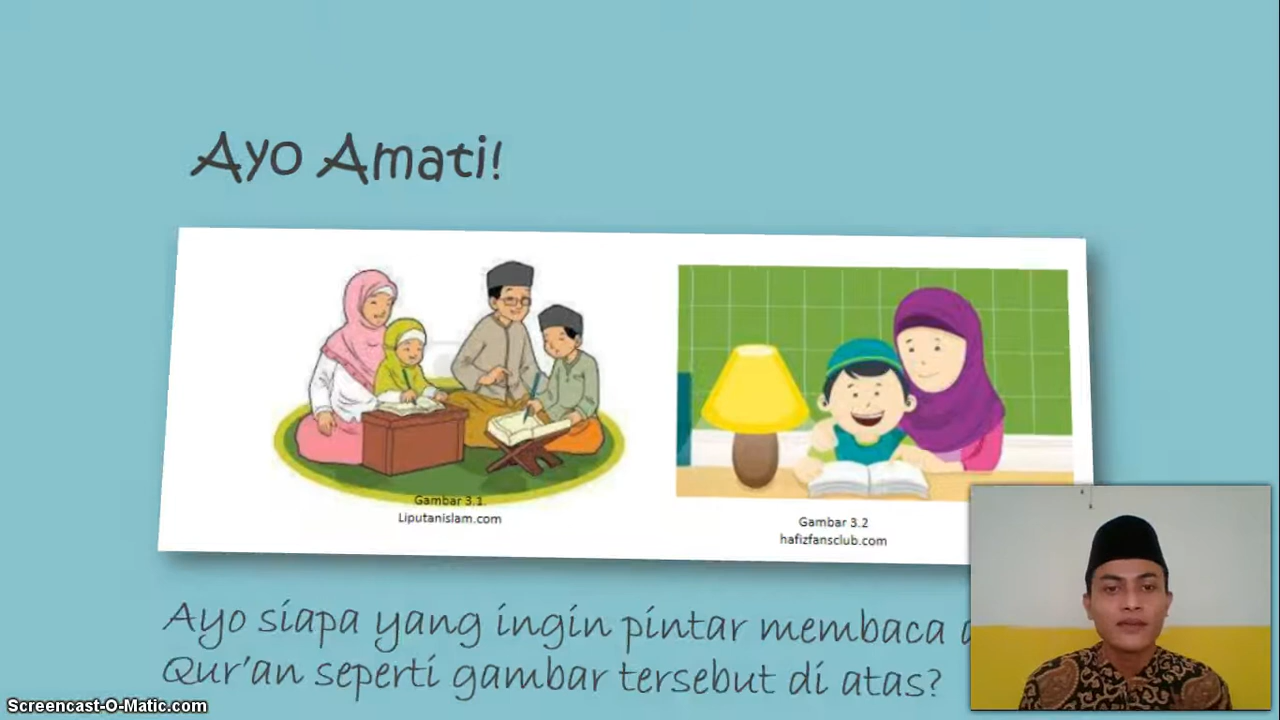 Ayo Amati!
Gambar 3.1.
Liputanislam.com
Gambar 3.2
hafizfansclub.com
Ayo siapa yang ingin pintar membaca
Qur'an seperti gambar tersebut di atas?
Screencast-O-Matic.com